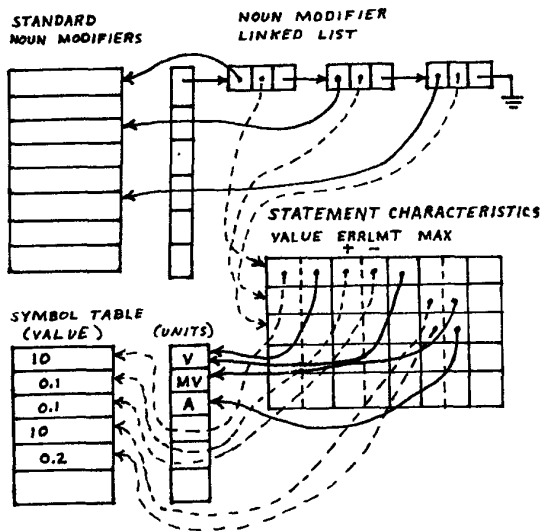 STANDARD
NOUN MODIFIERS
NOUN MODIFIER
LINKED LIST
STATEMENT CHARACTERISTICS
VALUE ERRLMT MAX
+ -
SYMBOL TABLE
(VALUE)
(UNITS)
10
0.1
0.1
10
0.2
V
MV
A